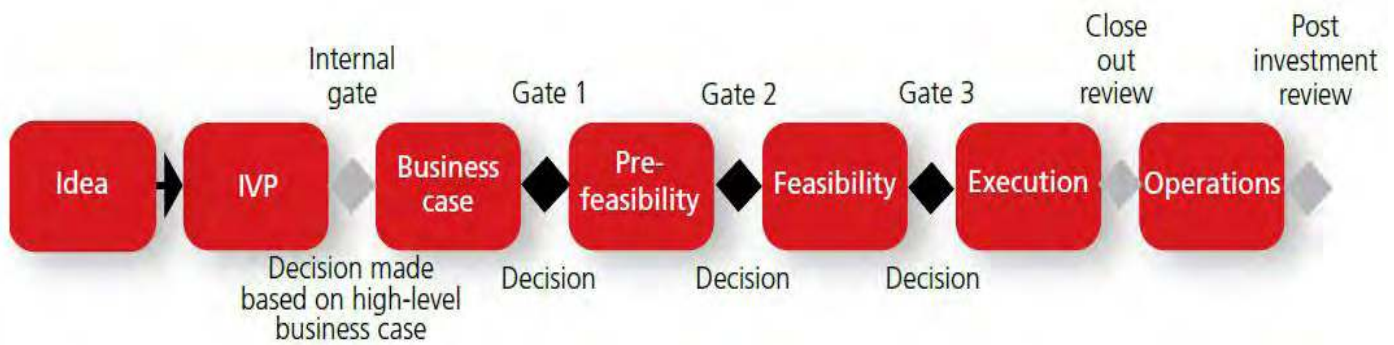 Internal
gate
Gate 1
Gate 2
Gate 3
Close
out
review
Post
investment
review
Idea
IVP
Business
case
Pre-
feasibility
Feasibility
Execution
Operations
Decision made
based on high-level
business case
Decision
Decision
Decision